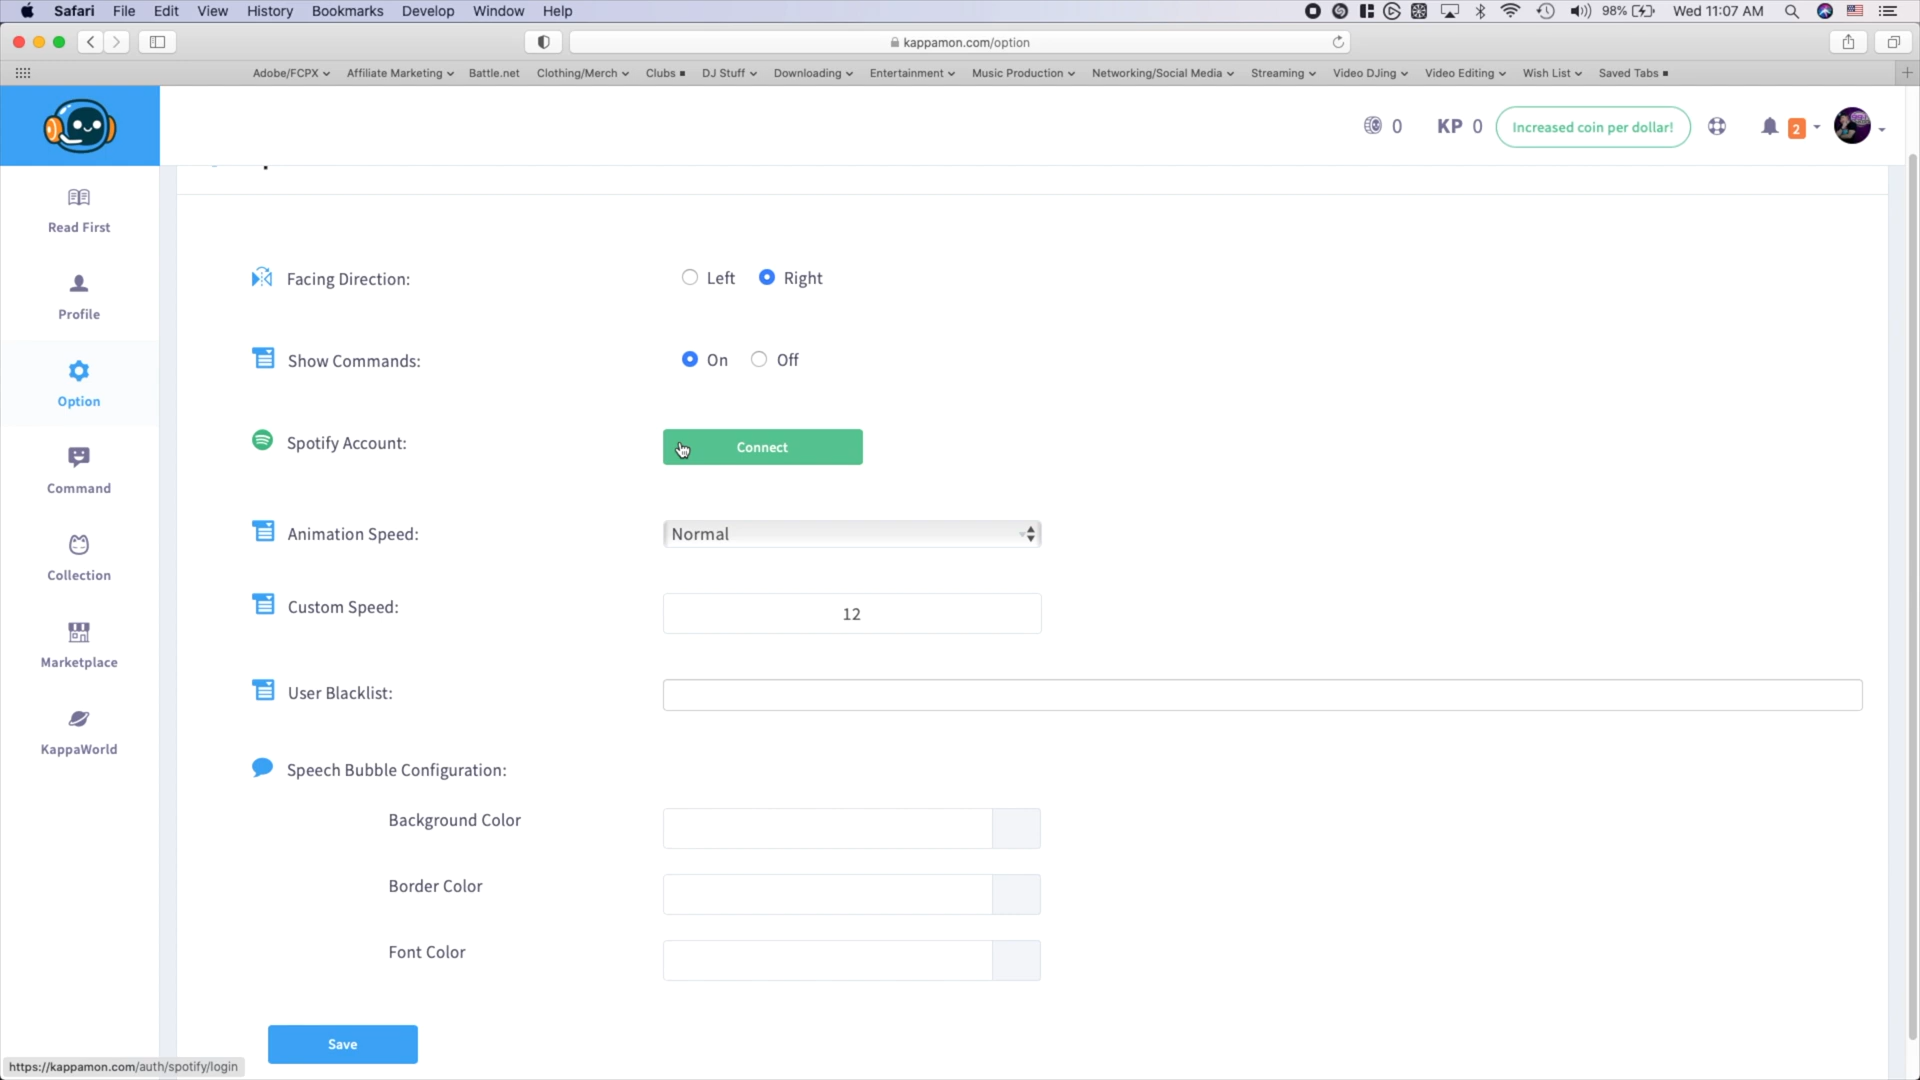 Safari File Edit View History Bookmarks Develop Window Help 98% Wed 11:07 AM
kappamon.com/option
Adobe/FCPX Affiliate Marketing Battle.net Clothing/Merch Clubs DJ Stuff Downloading Entertainment Music Production Networking/Social Media Streaming Video DJing Video Editing Wish List Saved Tabs
0 KP 0 Increased coin per dollar! 2
Read First
Profile
Option
Command
Collection
Marketplace
KappaWorld
Facing Direction: Left Right
Show Commands: On Off
Spotify Account: Connect
Animation Speed: Normal
Custom Speed: 12
User Blacklist:
Speech Bubble Configuration:
Background Color
Border Color
Font Color
Save
https://kappamon.com/auth/spotify/login